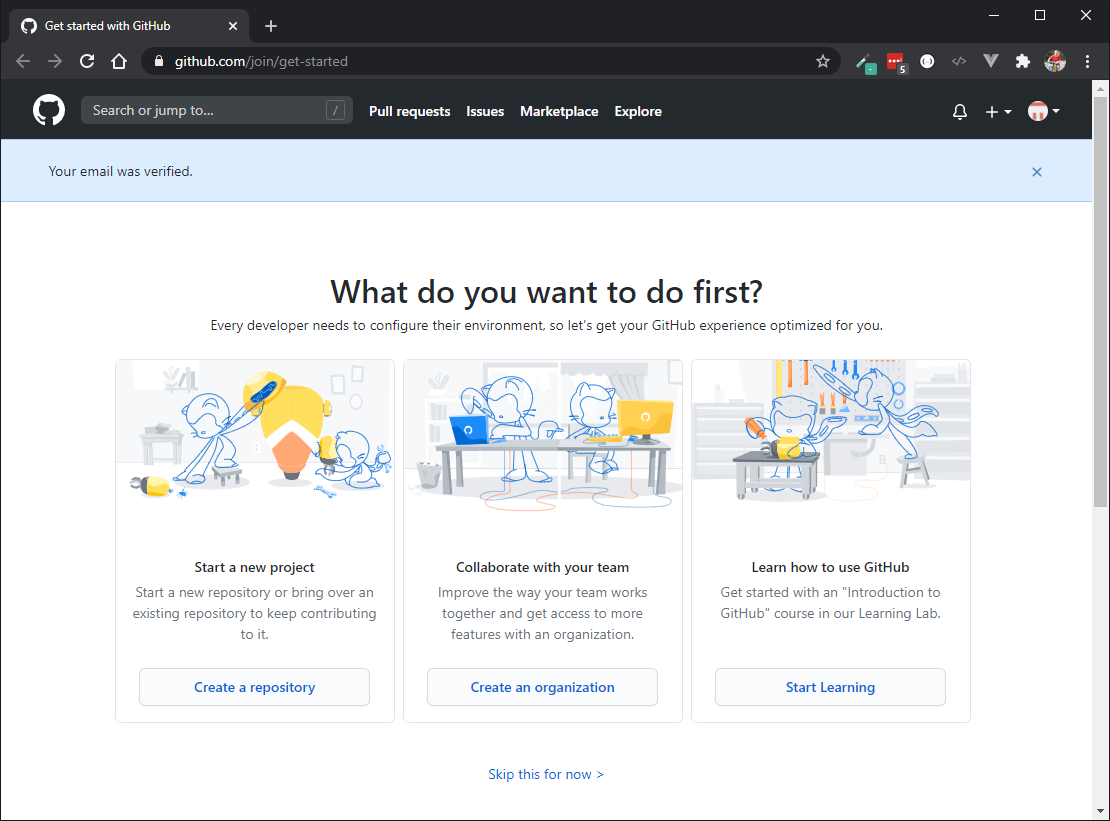 Get started with GitHub
github.com/join/get-started
5
Search or jump to... /
Pull requests Issues Marketplace Explore
Your email was verified.
What do you want to do first?
Every developer needs to configure their environment, so let's get your GitHub experience optimized for you.
Start a new project
Start a new repository or bring over an
existing repository to keep contributing
to it.
Create a repository
Collaborate with your team
Improve the way your team works
together and get access to more
features with an organization.
Create an organization
Learn how to use GitHub
Get started with an "Introduction to
GitHub" course in our Learning Lab.
Start Learning
Skip this for now >